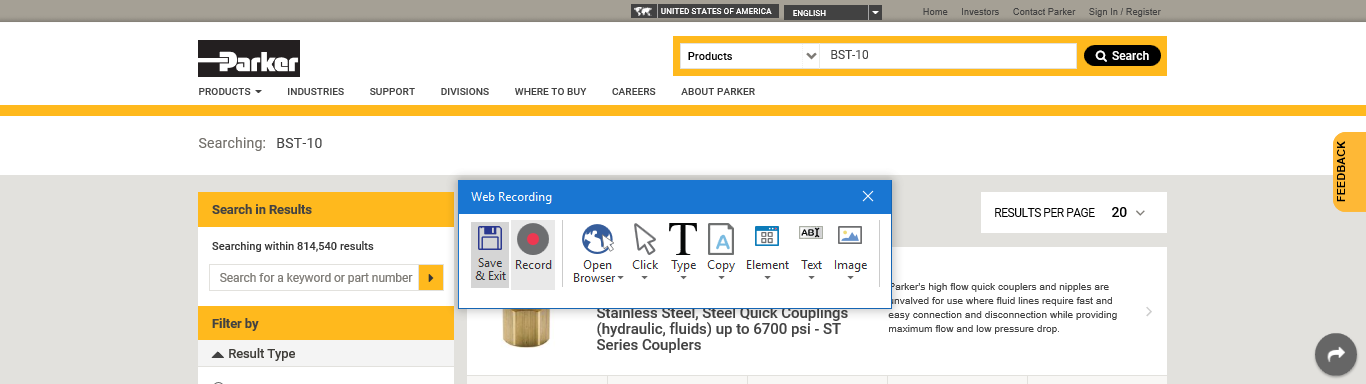 UNITED STATES OF AMERICA
ENGLISH
Home Investors Contact Parker Sign In / Register
Parker
Products
BST-10
Search
PRODUCTS INDUSTRIES SUPPORT DIVISIONS WHERE TO BUY CAREERS ABOUT PARKER
Searching: BST-10
FEEDBACK
Search in Results
Searching within 814,540 results
Search for a keyword or part number
Filter by
Result Type
Web Recording
Save & Exit
Record
Open Browser
Click
Type
Copy
Element
Text
Image
RESULTS PER PAGE 20
Stainless Steel, Steel Quick Couplings
(hydraulic, fluids) up to 6700 psi - ST
Series Couplers
Parker's high flow quick couplers and nipples are
unvalved for use where fluid lines require fast and
easy connection and disconnection while providing
maximum flow and low pressure drop.